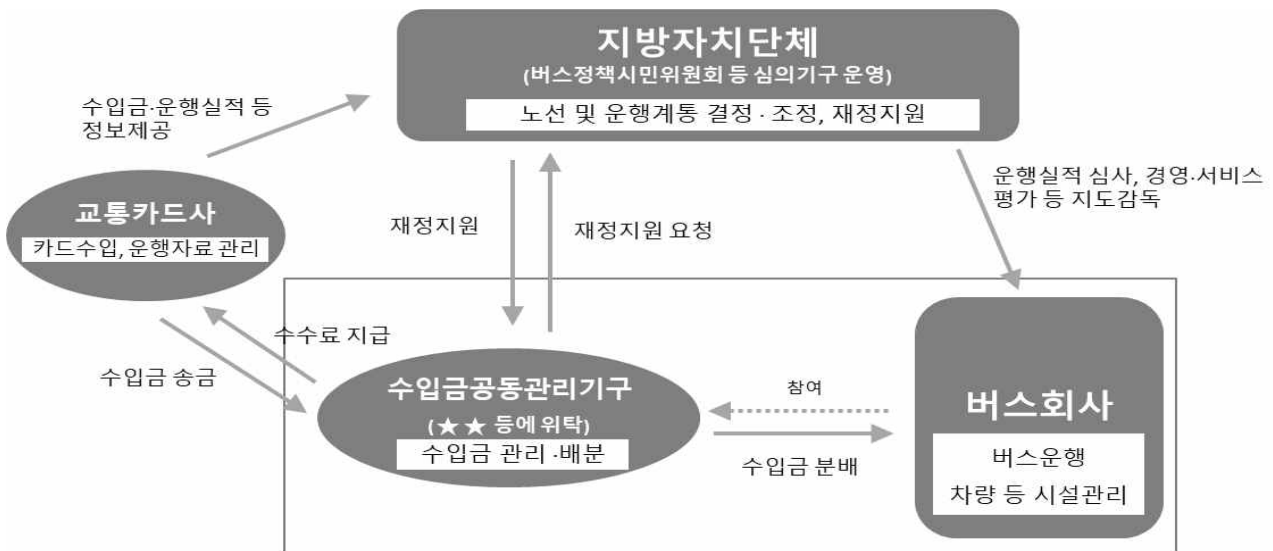 지방자치단체
(버스정책시민위원회 등 심의기구 운영)
노선 및 운행계통 결정 · 조정, 재정지원
수입금·운행실적 등
정보제공
교통카드사
카드수입, 운행자료 관리
재정지원
재정지원 요청
운행실적 심사, 경영·서비스
평가 등 지도감독
수수료 지급
수입금 송금
수입금공동관리기구
(★ ★ 등에 위탁)
수입금 관리 ·배분
참여
수입금 분배
버스회사
버스운행
차량 등 시설관리